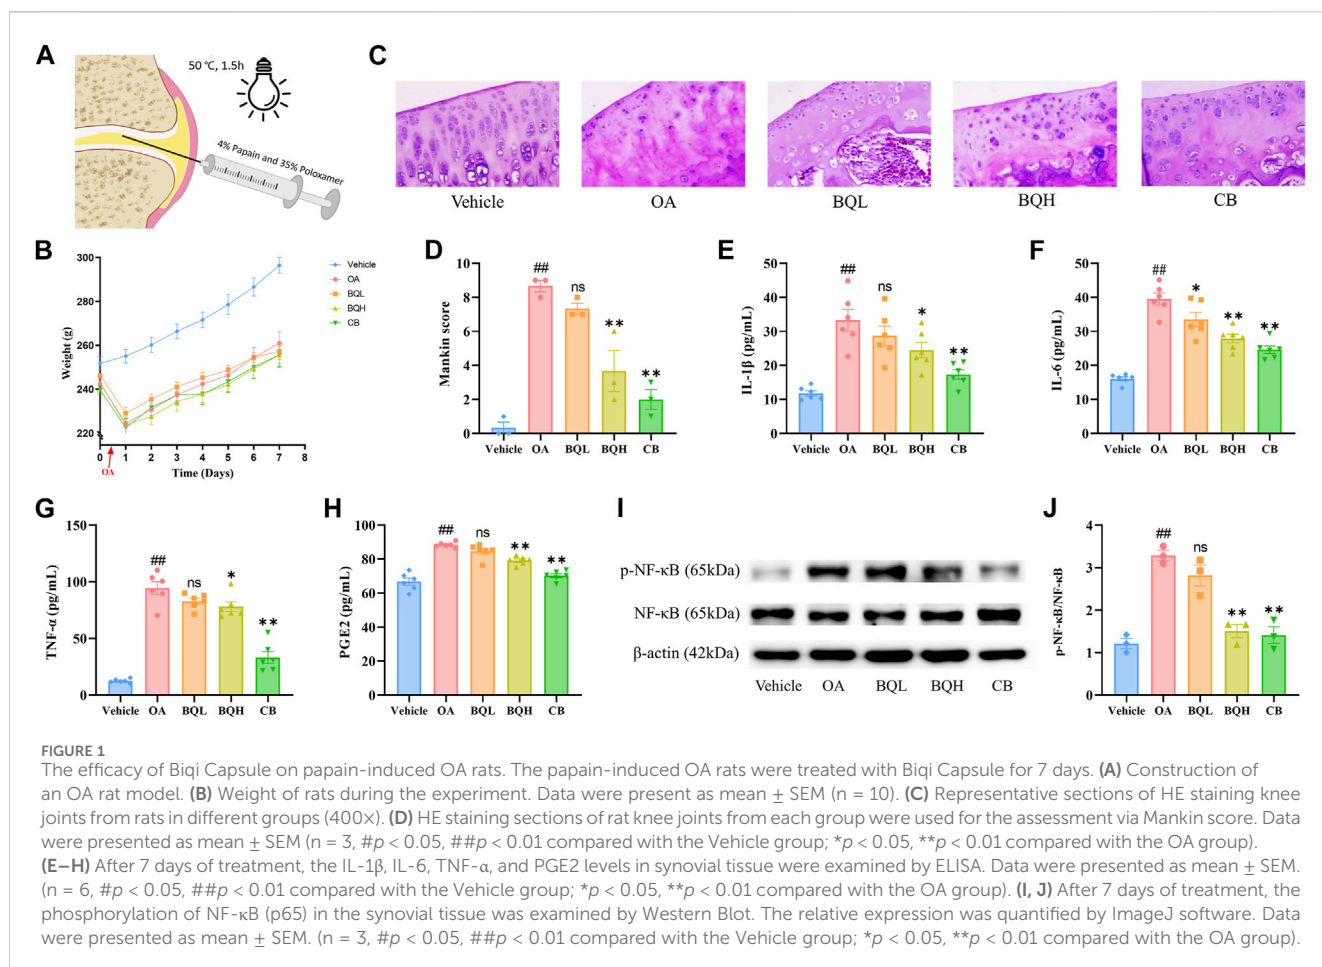 A
50 °C, 1.5h
4% Papain and 35% Poloxamer
C
Vehicle
OA
BQL
BQH
CB
B
Weight (g)
300
280
260
240
220
0
1
2
3
4
5
6
7
8
OA
Time (Days)
Vehicle
OA
BQL
BQH
CB
D
Mankin score
10
8
6
4
2
0
##
ns
**
**
Vehicle
OA
BQL
BQH
CB
E
IL-1β (pg/mL)
50
40
30
20
10
0
##
ns
*
**
Vehicle
OA
BQL
BQH
CB
F
IL-6 (pg/mL)
50
40
30
20
10
0
##
*
**
**
Vehicle
OA
BQL
BQH
CB
G
TNF-α (pg/mL)
150
100
50
0
##
ns
*
**
Vehicle
OA
BQL
BQH
CB
H
PGE2 (pg/mL)
100
80
60
40
20
0
##
ns
**
**
Vehicle
OA
BQL
BQH
CB
I
p-NF-κB (65kDa)
NF-κB (65kDa)
β-actin (42kDa)
Vehicle
OA
BQL
BQH
CB
J
p-NF-κB/NF-κB
4
3
2
1
0
##
ns
**
**
Vehicle
OA
BQL
BQH
CB
FIGURE 1
The efficacy of Biqi Capsule on papain-induced OA rats. The papain-induced OA rats were treated with Biqi Capsule for 7 days. (A) Construction of
an OA rat model. (B) Weight of rats during the experiment. Data were present as mean ± SEM (n = 10). (C) Representative sections of HE staining knee
joints from rats in different groups (400×). (D) HE staining sections of rat knee joints from each group were used for the assessment via Mankin score. Data
were presented as mean ± SEM (n = 3, #p < 0.05, ##p < 0.01 compared with the Vehicle group; *p < 0.05, **p < 0.01 compared with the OA group).
(E–H) After 7 days of treatment, the IL-1β, IL-6, TNF-α, and PGE2 levels in synovial tissue were examined by ELISA. Data were presented as mean ± SEM.
(n = 6, #p < 0.05, ##p < 0.01 compared with the Vehicle group; *p < 0.05, **p < 0.01 compared with the OA group). (I, J) After 7 days of treatment, the
phosphorylation of NF-κB (p65) in the synovial tissue was examined by Western Blot. The relative expression was quantified by ImageJ software. Data
were presented as mean ± SEM. (n = 3, #p < 0.05, ##p < 0.01 compared with the Vehicle group; *p < 0.05, **p < 0.01 compared with the OA group).